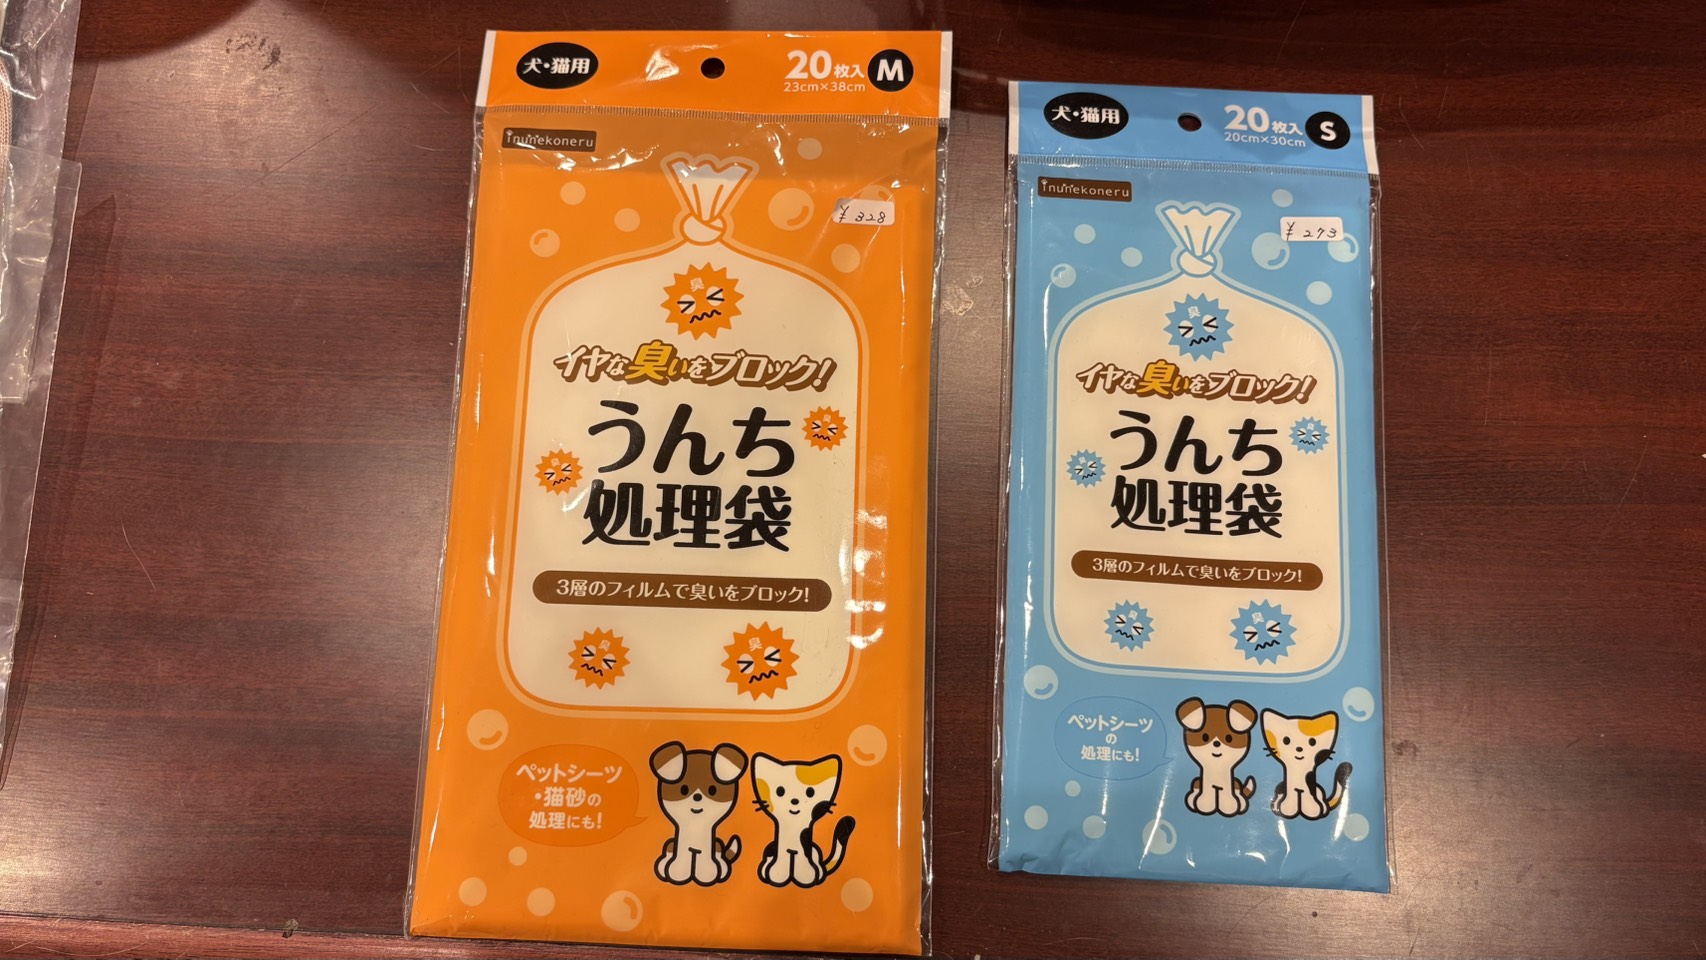 犬・猫用
20枚入 M
23cm×38cm
inunekoneru
¥328
臭
イヤな臭いをブロック!
うんち
処理袋
3層のフィルムで臭いをブロック!
臭
臭
ペットシーツ
・猫砂の
処理にも!
犬・猫用
20枚入 S
20cm×30cm
inunekoneru
¥273
臭
イヤな臭いをブロック!
うんち
処理袋
3層のフィルムで臭いをブロック!
臭
臭
ペットシーツ
の
処理にも!